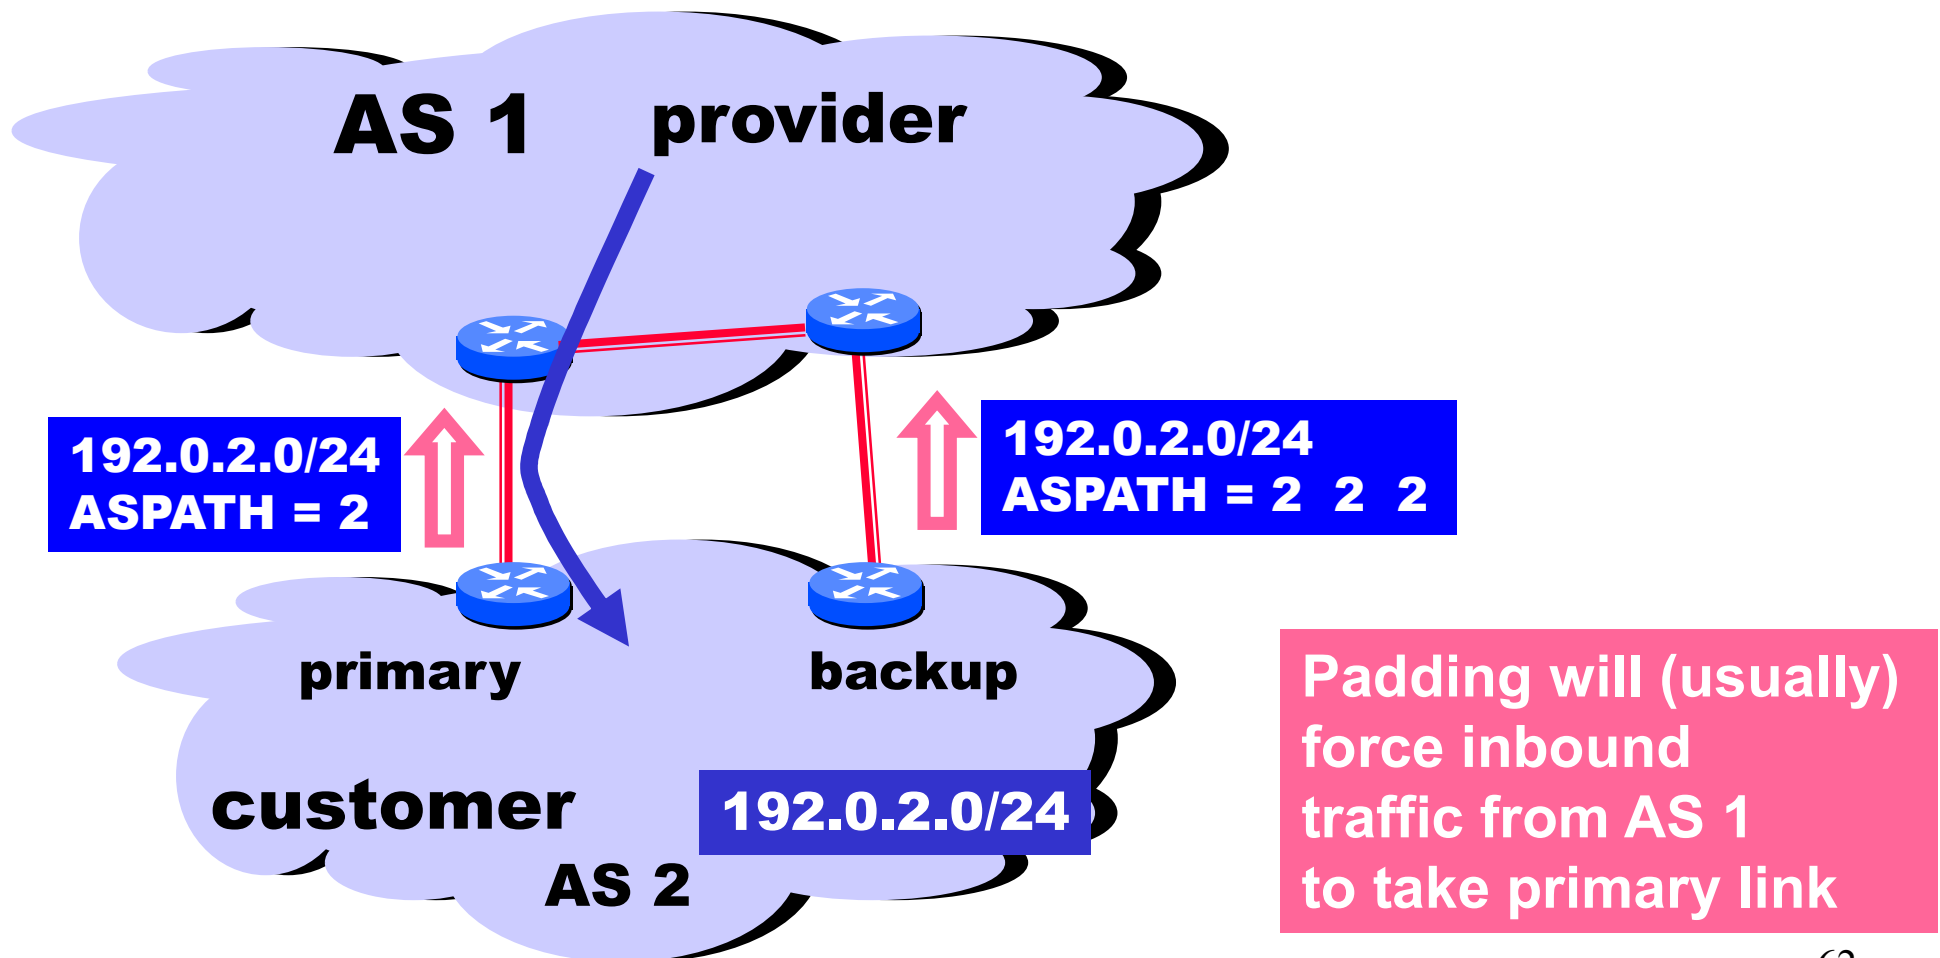 AS 1 provider
192.0.2.0/24
ASPATH = 2
192.0.2.0/24
ASPATH = 2 2 2
primary
backup
customer
192.0.2.0/24
AS 2
Padding will (usually)
force inbound
traffic from AS 1
to take primary link